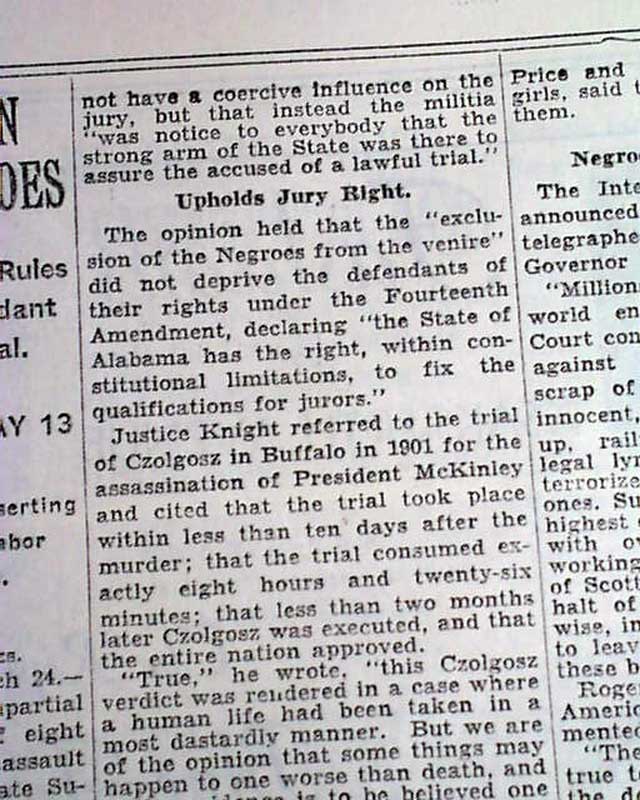 N
OES
Rules
dant
al.
AY 13
serting
abor
cs.
ch 24.—
partial
f eight
assault
ate Su-
not have a coercive influence on the
jury, but that instead the militia
"was notice to everybody that the
strong arm of the State was there to
assure the accused of a lawful trial."
Upholds Jury Right.
The opinion held that the "exclu-
sion of the Negroes from the venire"
did not deprive the defendants of
their rights under the Fourteenth
Amendment, declaring "the State of
Alabama has the right, within con-
stitutional limitations, to fix the
qualifications for jurors."
Justice Knight referred to the trial
of Czolgosz in Buffalo in 1901 for the
assassination of President McKinley
and cited that the trial took place
within less than ten days after the
murder; that the trial consumed ex-
actly eight hours and twenty-six
minutes; that less than two months
later Czolgosz was executed, and that
the entire nation approved.
"True," he wrote, "this Czolgosz
verdict was rendered in a case where
a human life had been taken in a
most dastardly manner. But we are
of the opinion that some things may
happen to one worse than death, and
is to be believed one
Price and
girls, said t
them.
Negroe
The Inte
announced
telegraphe
Governor
"Million
world en
Court con
against
scrap of
innocent,
up, rail
legal lyn
terrorize
ones. Su
highest
with ov
working
of Scott
halt of
wise, in
to leav
these b
Roge
Americ
mented
"The
true t
the de